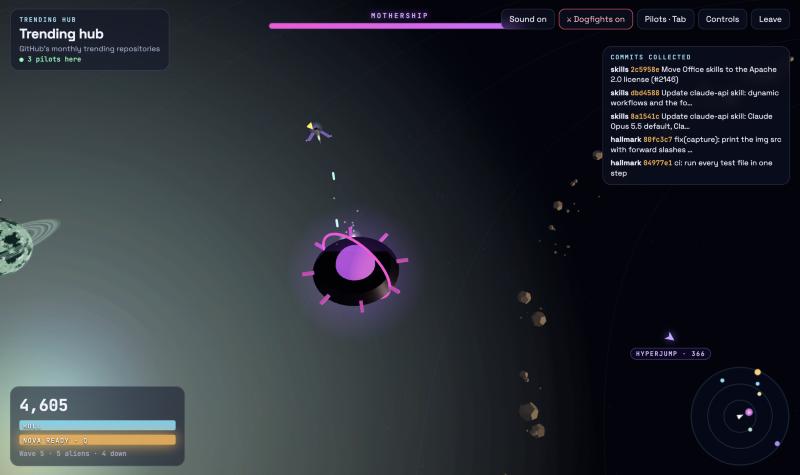 TRENDING HUB
Trending hub
GitHub's monthly trending repositories
3 pilots here
MOTHERSHIP
Sound on
⚔ Dogfights on
Pilots · Tab
Controls
Leave
COMMITS COLLECTED
skills 2c5958e Move Office skills to the Apache
2.0 license (#2146)
skills dbd4588 Update claude-api skill: dynamic
workflows and the fo…
skills 8a1541c Update claude-api skill: Claude
Opus 5.5 default, Cla…
hallmark 80fc3c7 fix(capture): print the img src
with forward slashes …
hallmark 04977e1 ci: run every test file in one
step
HYPERJUMP · 366
4,605
HULL
NOVA READY · Q
Wave 5 · 5 aliens · 4 down